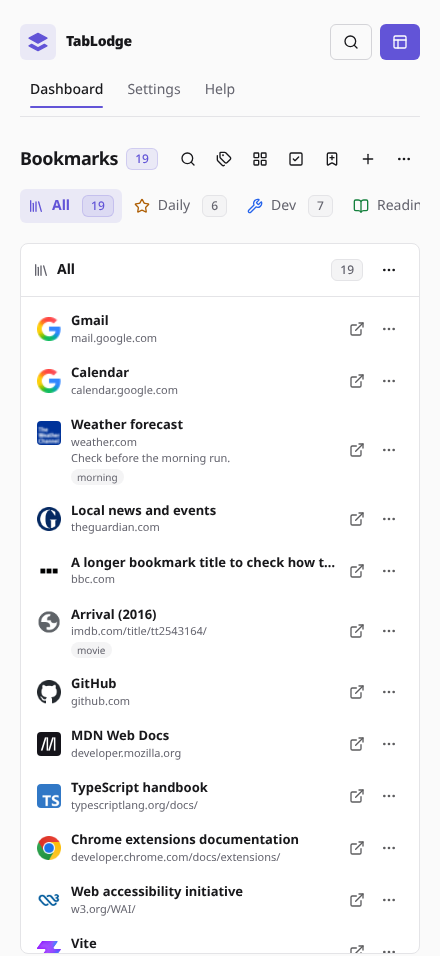 TabLodge
Dashboard Settings Help
Bookmarks 19
All 19 Daily 6 Dev 7 Readin
All 19
Gmail
mail.google.com
Calendar
calendar.google.com
The Weather Channel
Weather forecast
weather.com
Check before the morning run.
morning
Local news and events
theguardian.com
A longer bookmark title to check how t...
bbc.com
Arrival (2016)
imdb.com/title/tt2543164/
movie
GitHub
github.com
MDN Web Docs
developer.mozilla.org
TS
TypeScript handbook
typescriptlang.org/docs/
Chrome extensions documentation
developer.chrome.com/docs/extensions/
Web accessibility initiative
w3.org/WAI/
Vite